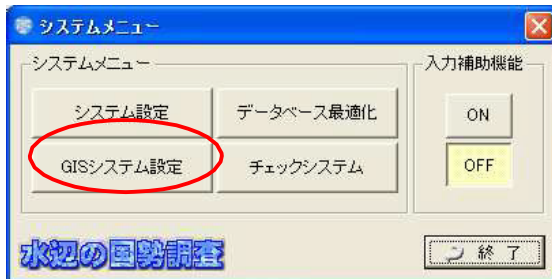 システムメニュー
システムメニュー
入力補助機能
システム設定
データベース最適化
ON
GISシステム設定
チェックシステム
OFF
水辺の国勢調査
終了